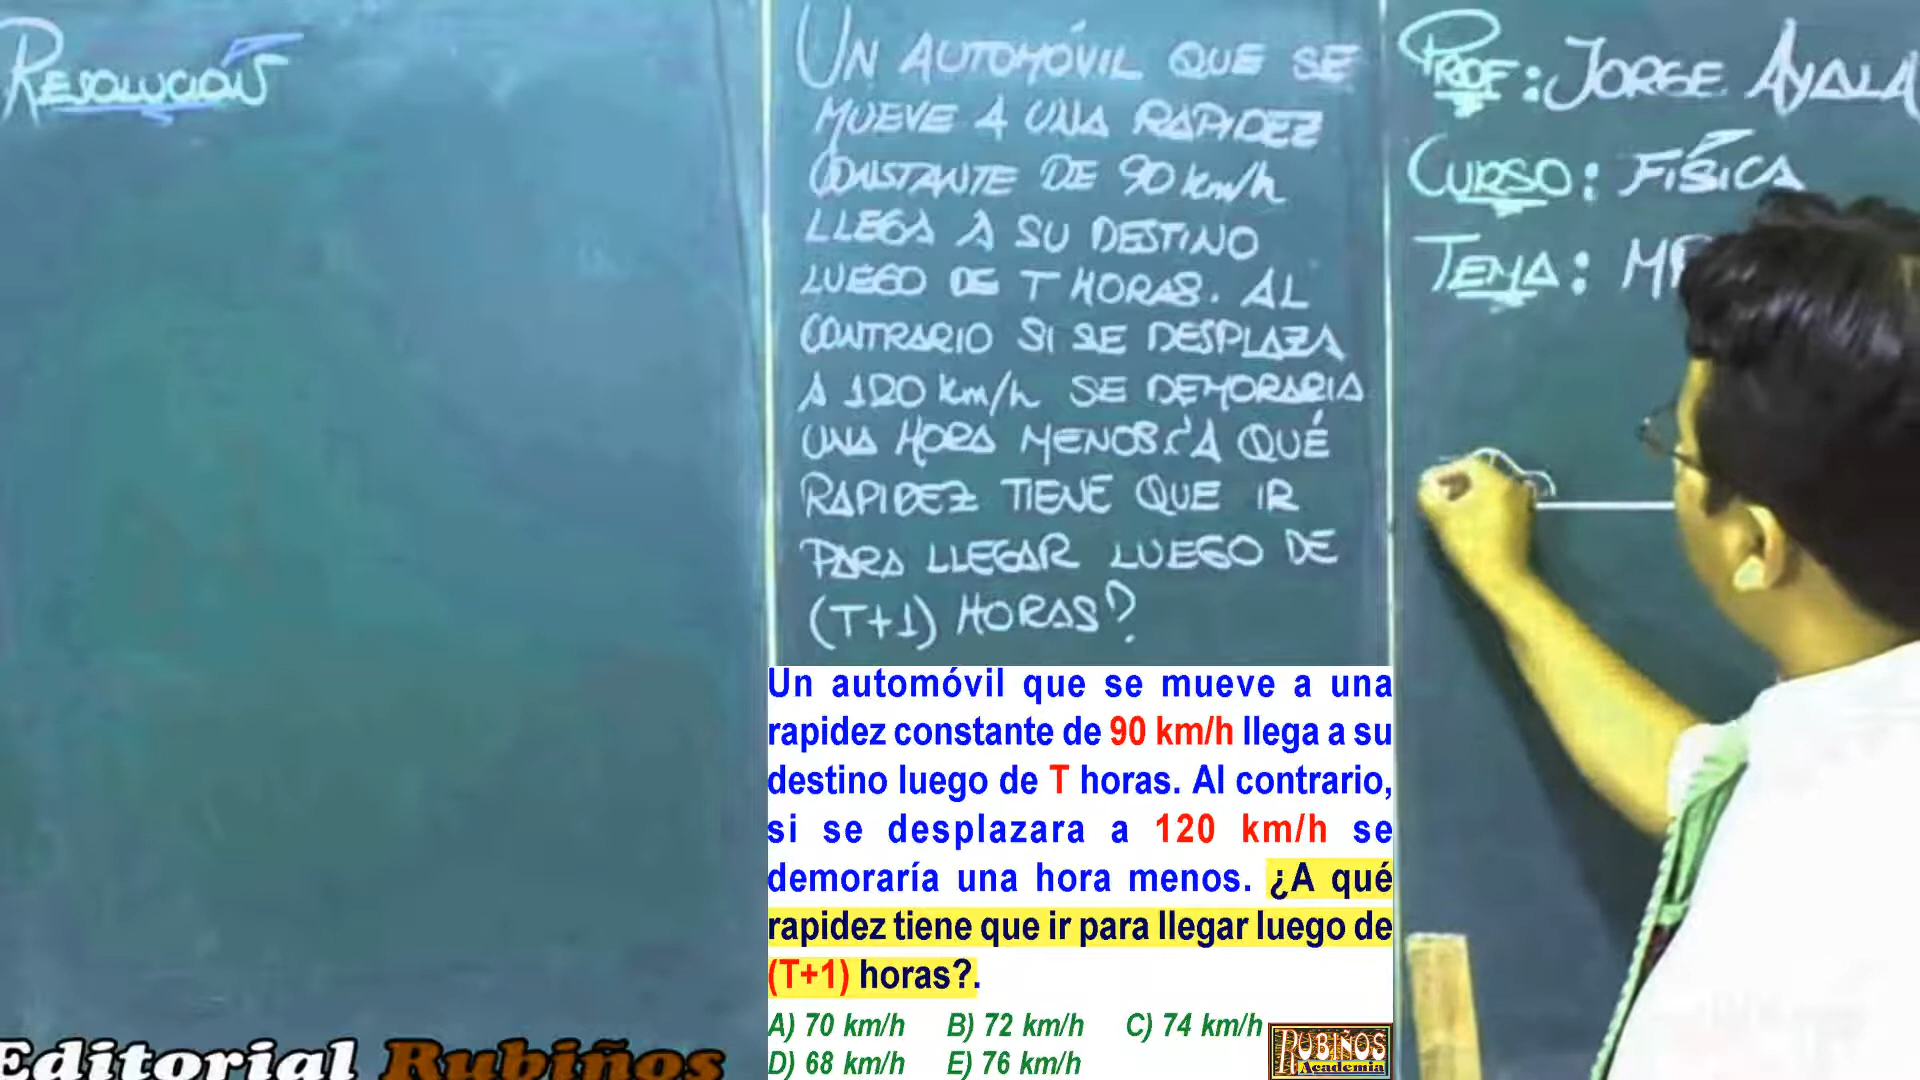 RESOLUCIÓN
UN AUTOMÓVIL QUE SE
MUEVE A UNA RAPIDEZ
CONSTANTE DE 90 km/h
LLEGA A SU DESTINO
LUEGO DE T HORAS. AL
CONTRARIO SI SE DESPLAZA
A 120 km/h SE DEMORARIA
UNA HORA MENOS. ¿A QUÉ
RAPIDEZ TIENE QUE IR
PARA LLEGAR LUEGO DE
(T+1) HORAS?
Un automóvil que se mueve a una
rapidez constante de 90 km/h llega a su
destino luego de T horas. Al contrario,
si se desplazara a 120 km/h se
demoraría una hora menos. ¿A qué
rapidez tiene que ir para llegar luego de
(T+1) horas?.
A) 70 km/h B) 72 km/h C) 74 km/h
D) 68 km/h E) 76 km/h
RUBIÑOS
Academia
PROF: JORGE AYALA
CURSO: FÍSICA
TEMA:
Editorial Rubiños